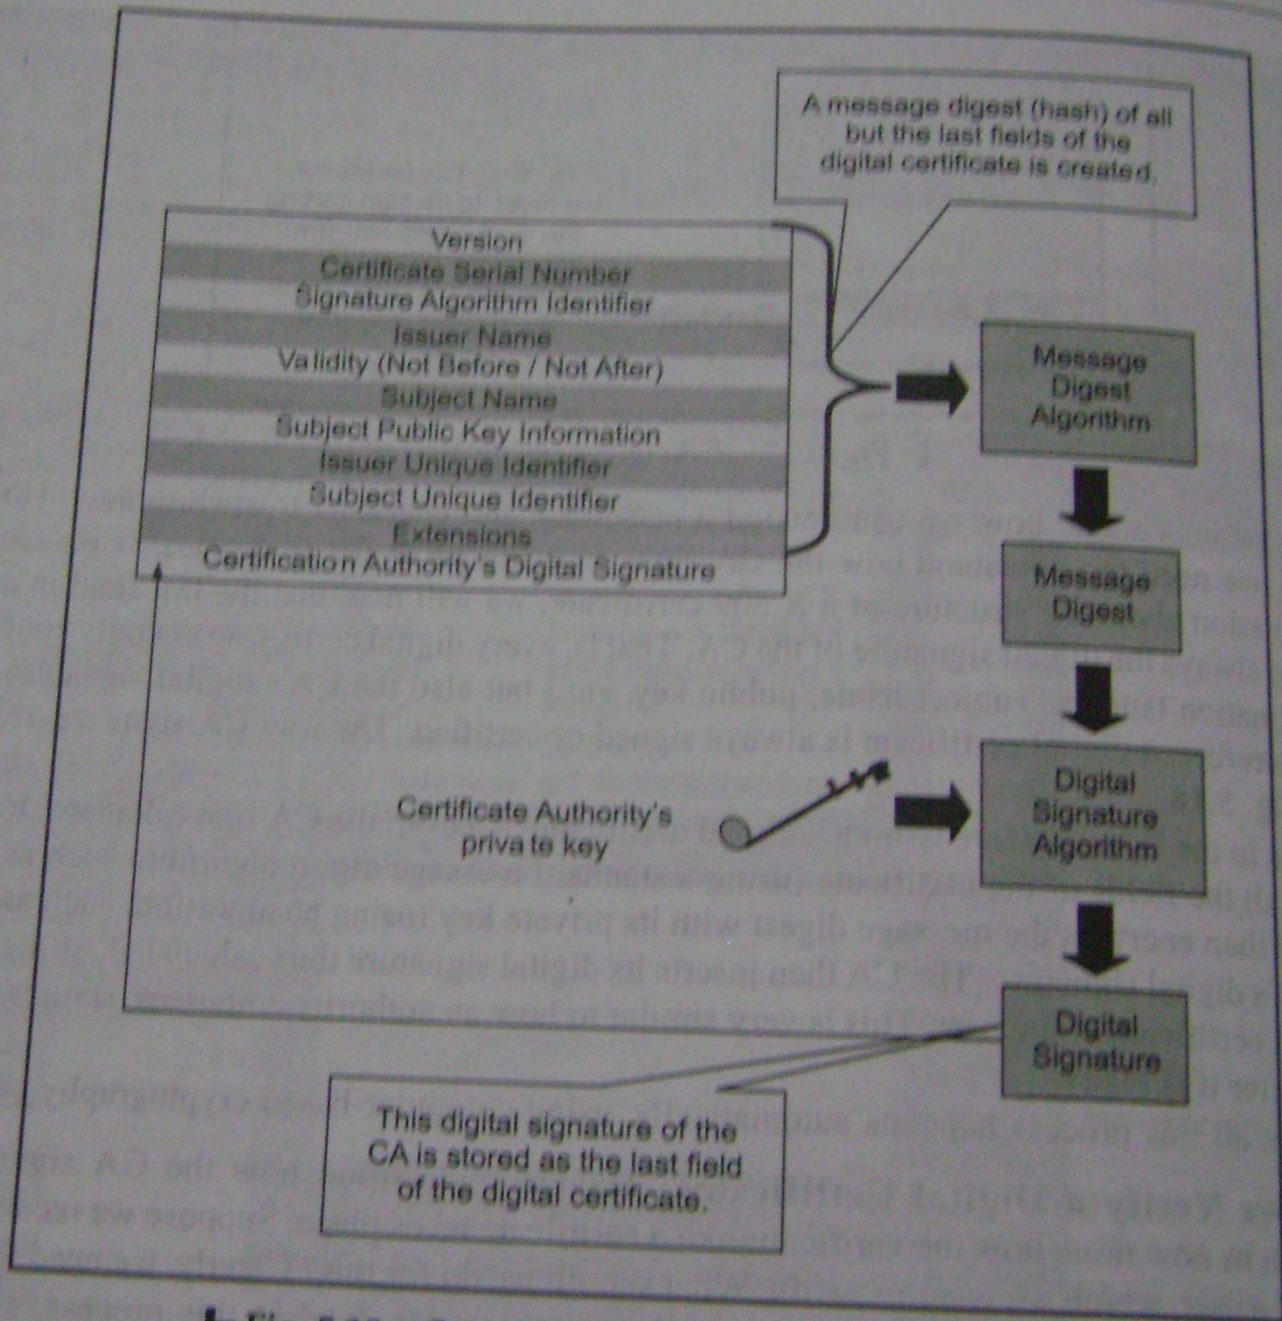 A message digest (hash) of all
but the last fields of the
digital certificate is created.
Version
Certificate Serial Number
Signature Algorithm Identifier
Issuer Name
Validity (Not Before / Not After)
Subject Name
Subject Public Key Information
Issuer Unique Identifier
Subject Unique Identifier
Extensions
Certification Authority's Digital Signature
Message
Digest
Algorithm
Message
Digest
Certificate Authority's
private key
Digital
Signature
Algorithm
Digital
Signature
This digital signature of the
CA is stored as the last field
of the digital certificate.